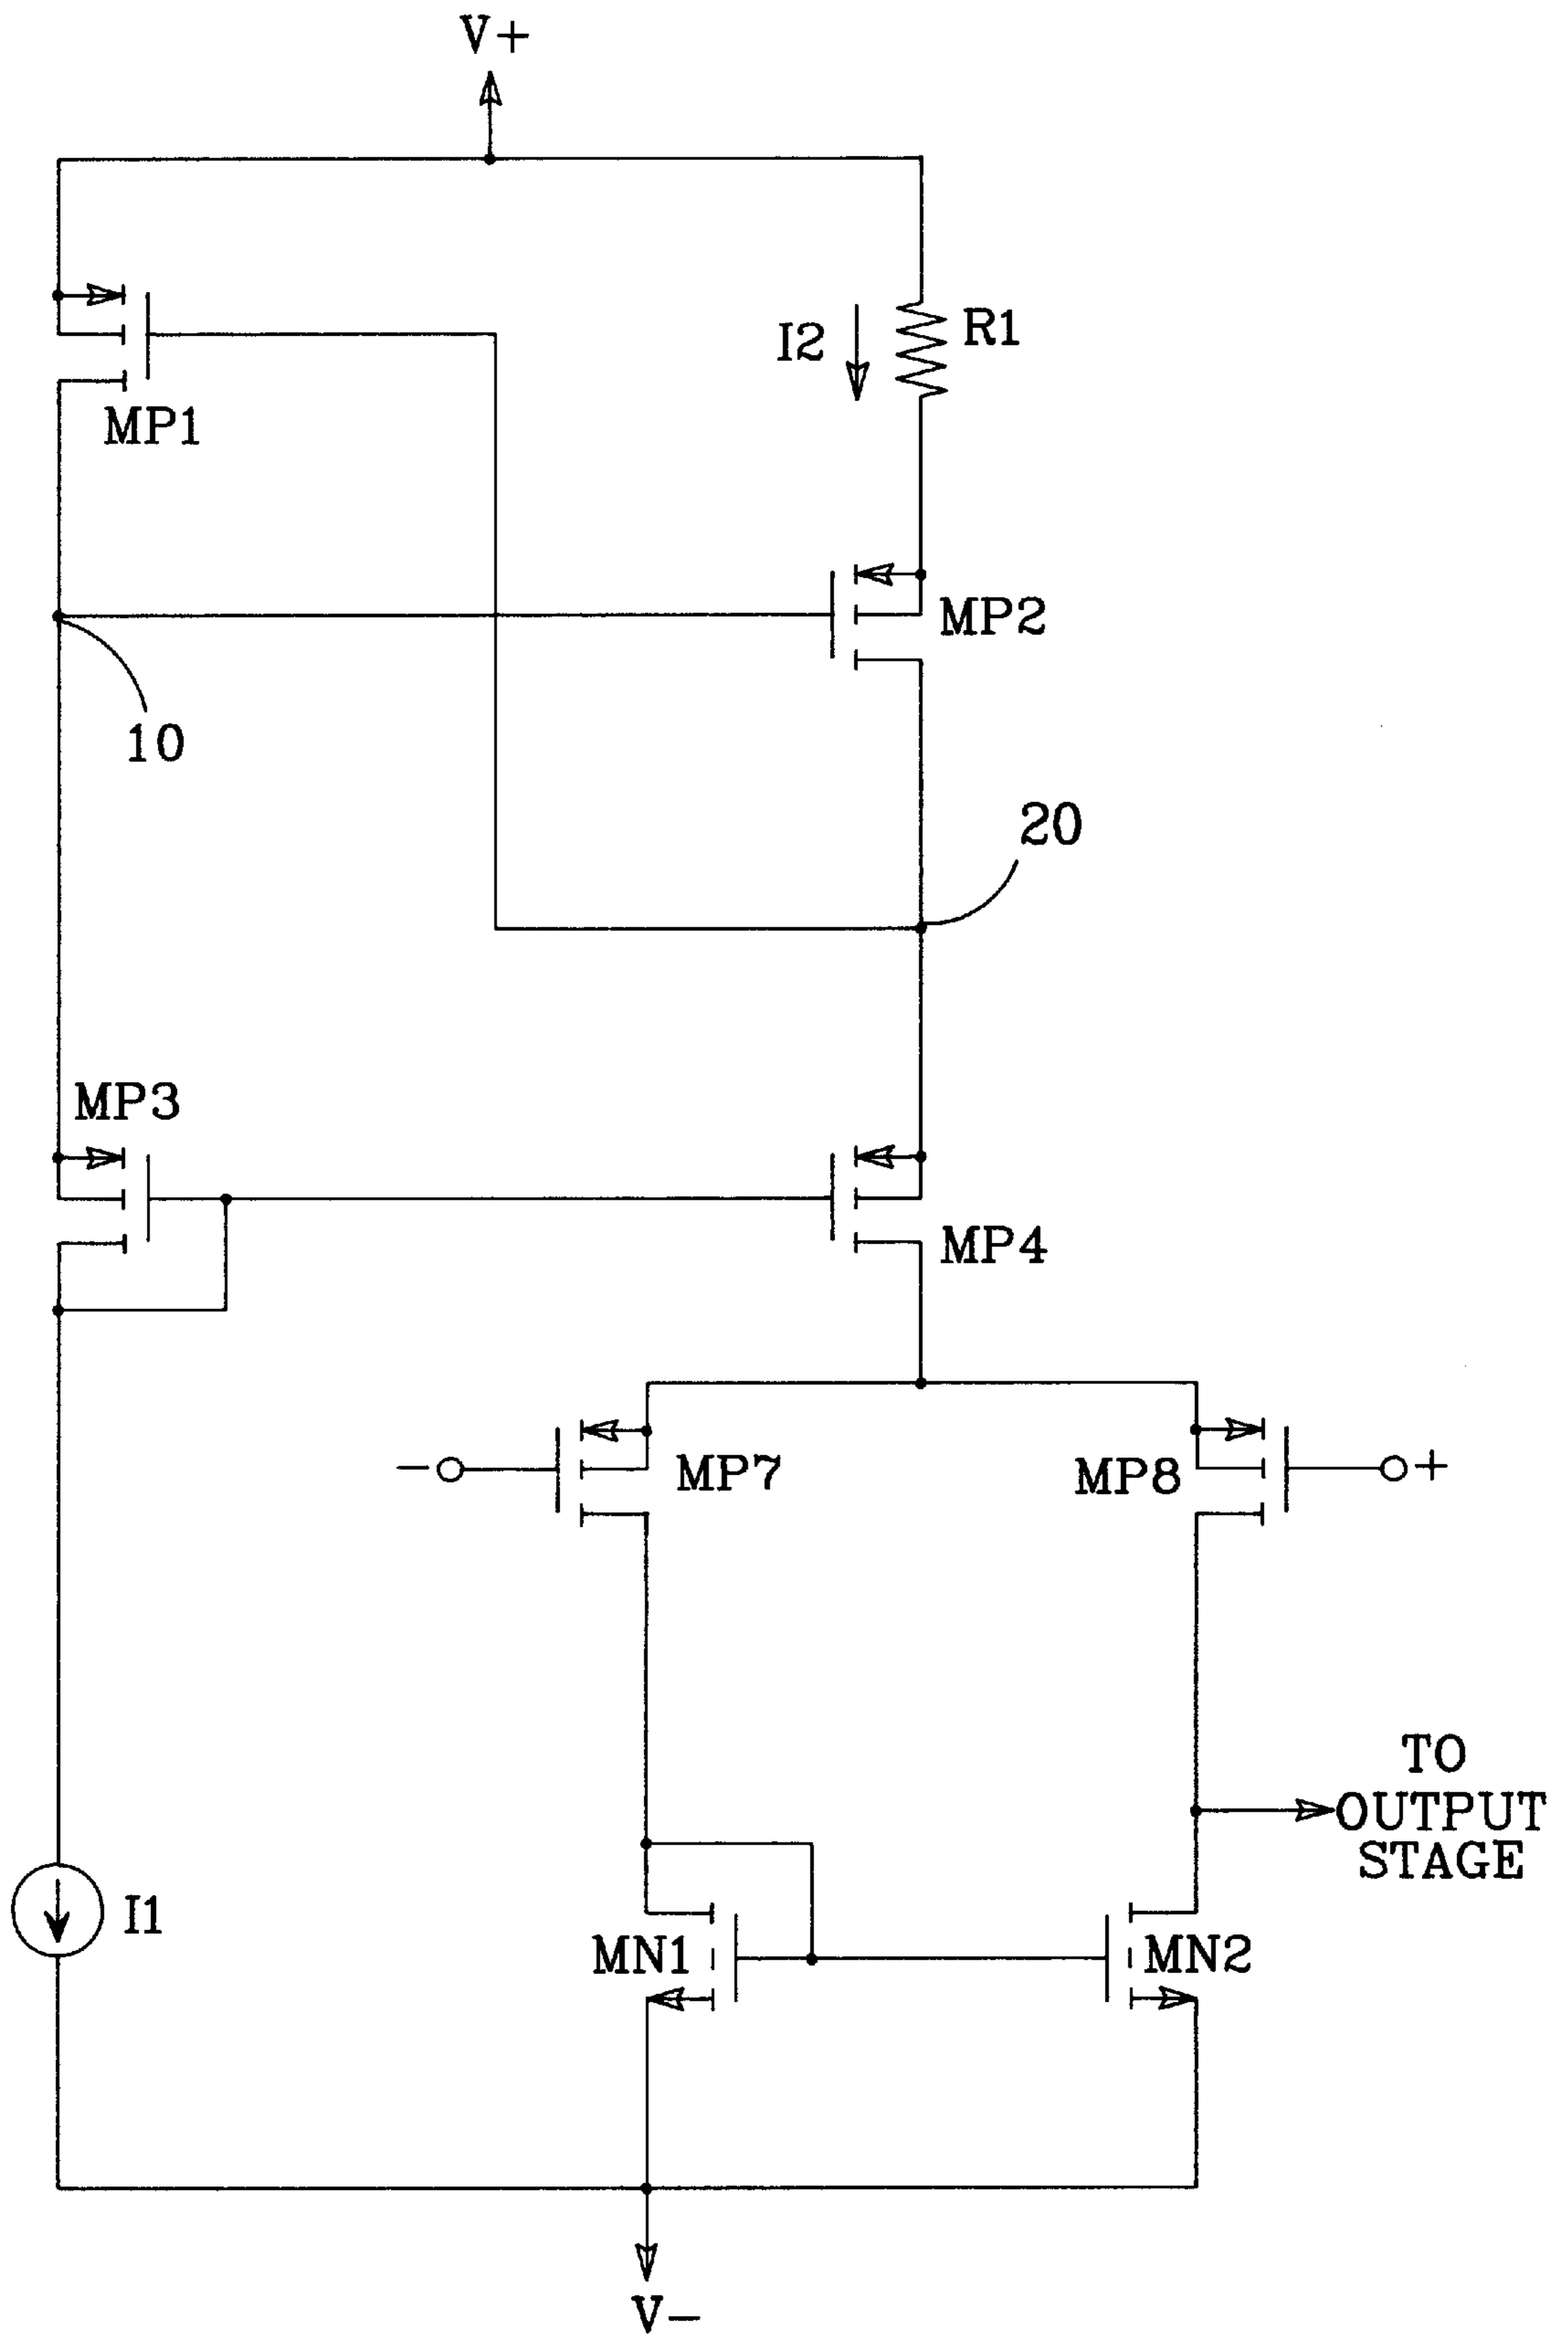 V+
I2
R1
MP1
MP2
10
20
MP3
MP4
-
MP7
MP8
+
TO
OUTPUT
STAGE
I1
MN1
MN2
V-